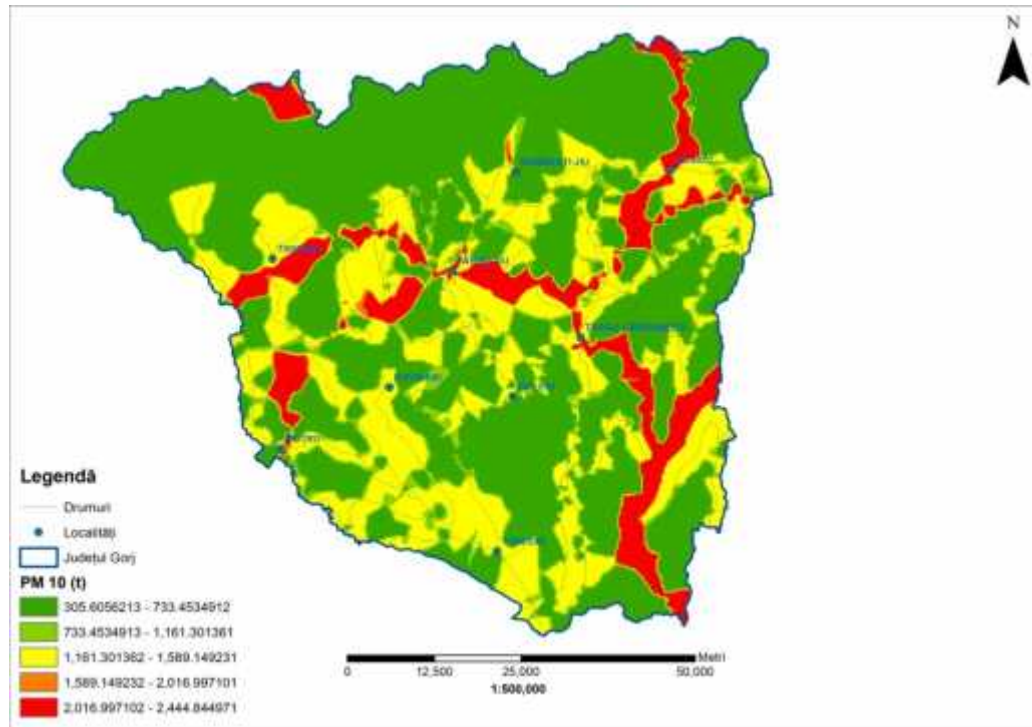 N
Legendă
Drumuri
Localități
Județul Gorj
PM 10 (t)
305.6056213 - 733.4534912
733.4534913 - 1,161.301361
1,161.301362 - 1,589.149231
1,589.149232 - 2,016.997101
2,016.997102 - 2,444.844971
Metri
0 12,500 25,000 50,000
1:500,000